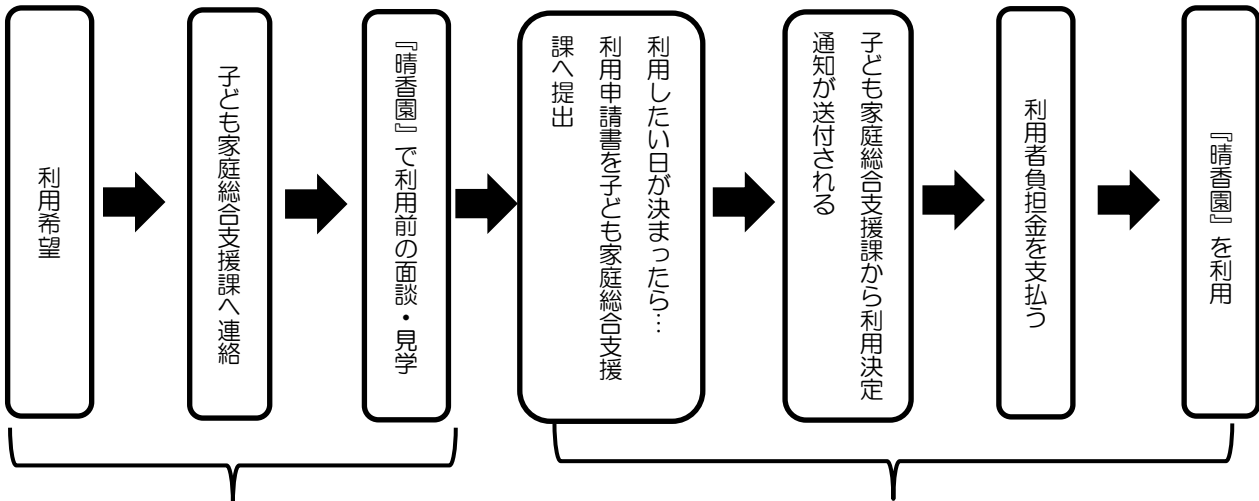 利用希望
子ども家庭総合支援課へ連絡
『晴香園』で利用前の面談・見学
利用したい日が決まったら…
利用申請書を子ども家庭総合支援
課へ提出
子ども家庭総合支援課から利用決定
通知が送付される
利用者負担金を支払う
『晴香園』を利用